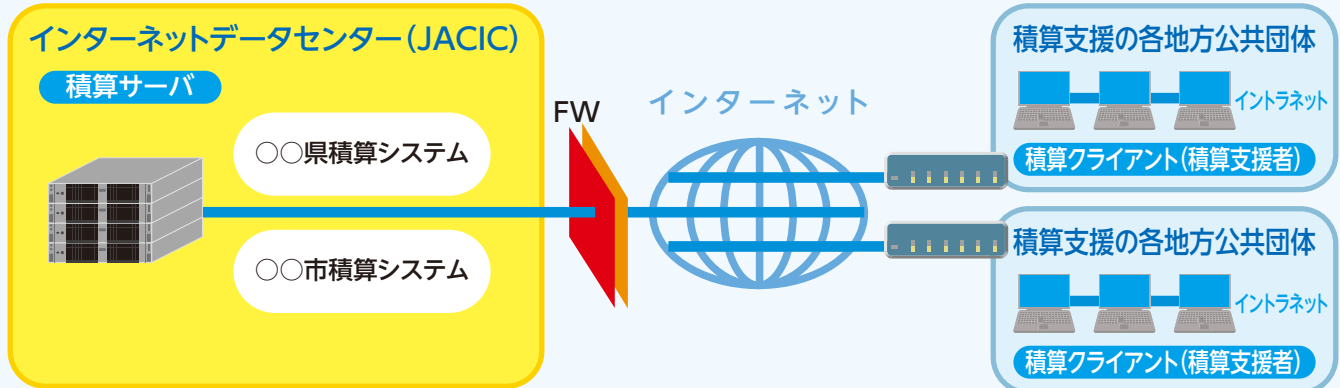 インターネットデータセンター(JACIC)
積算サーバ
○○県積算システム
○○市積算システム
FW
インターネット
積算支援の各地方公共団体
イントラネット
積算クライアント(積算支援者)
積算支援の各地方公共団体
イントラネット
積算クライアント(積算支援者)